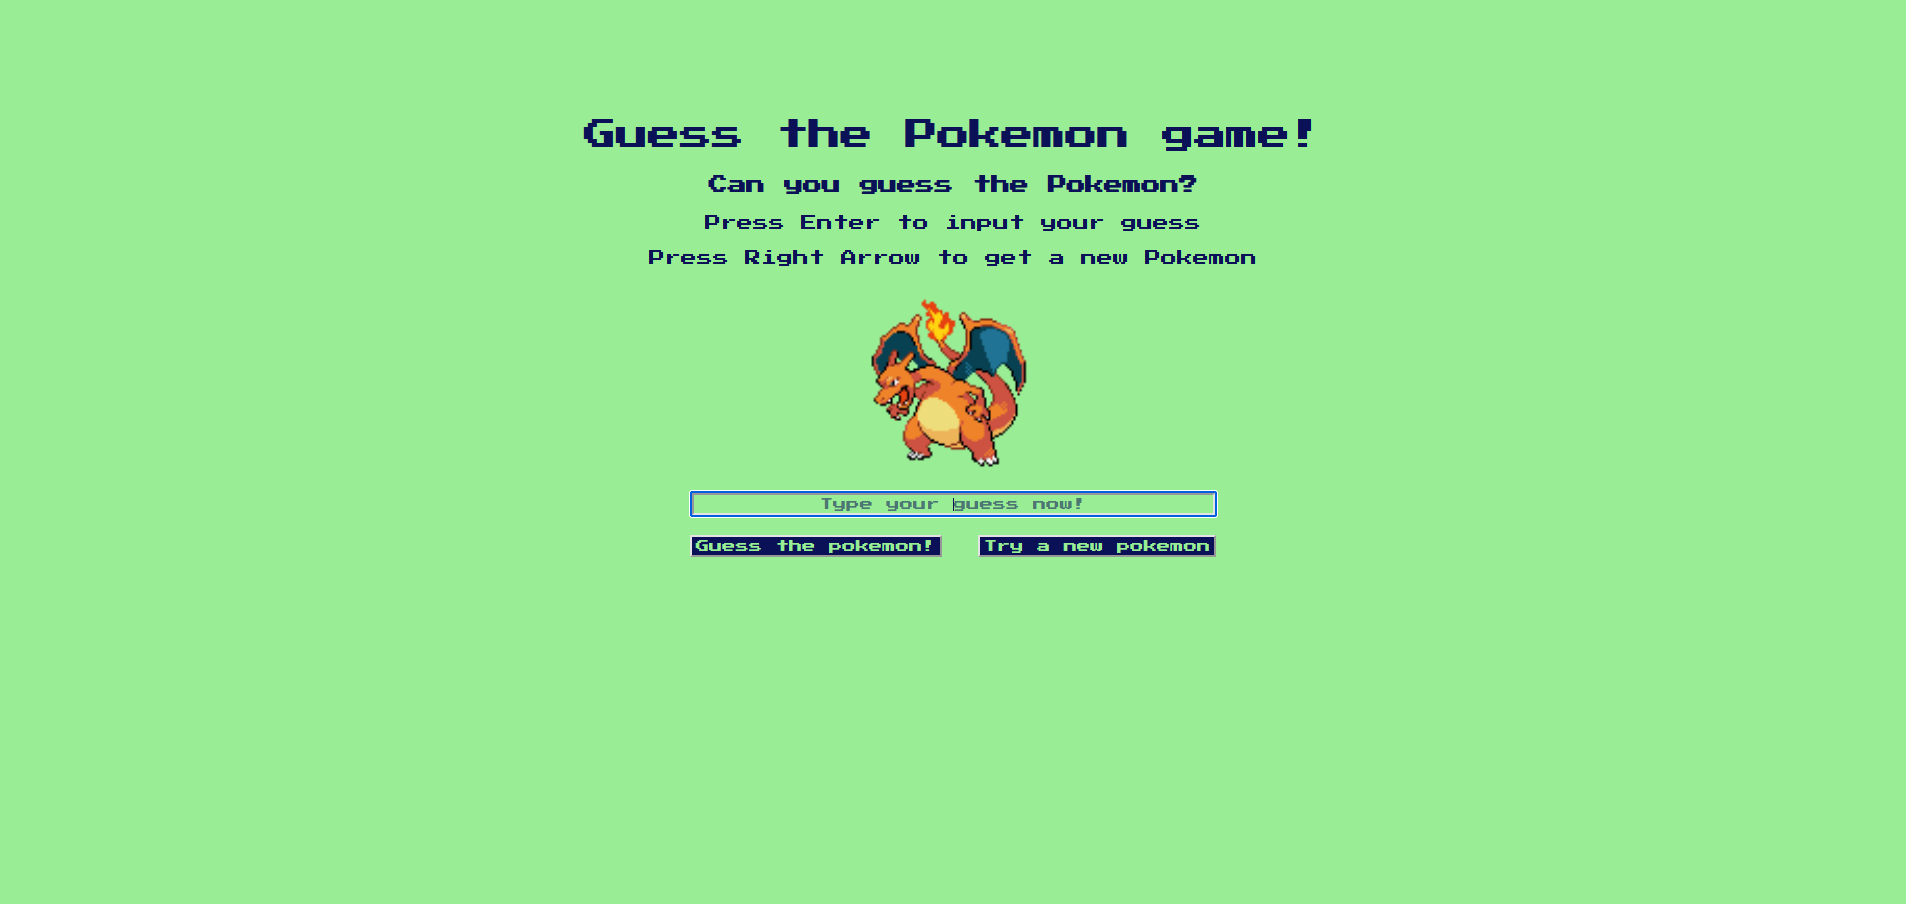 Guess the Pokemon game!
Can you guess the Pokemon?
Press Enter to input your guess
Press Right Arrow to get a new Pokemon
Type your guess now!
Guess the pokemon! Try a new pokemon